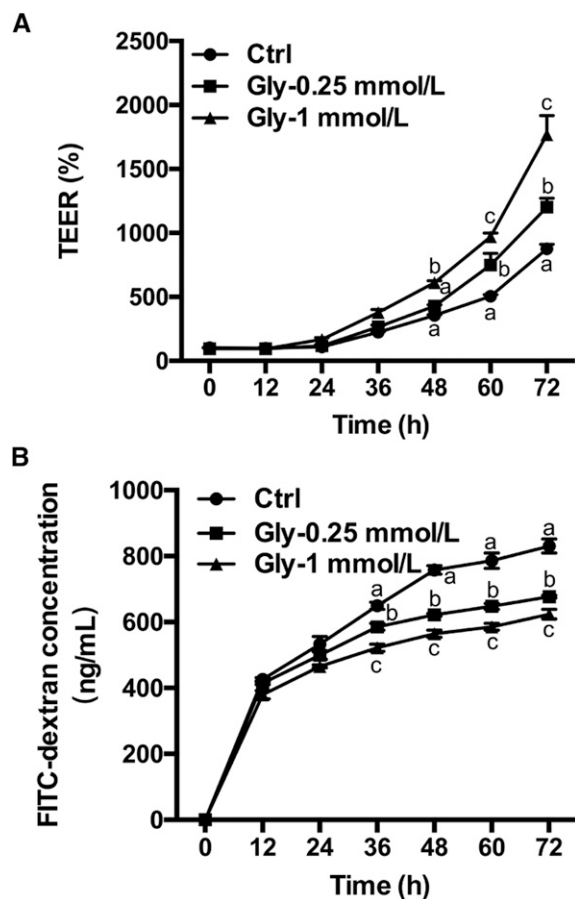 A
2500
2000
1500
1000
500
0
TEER (%)
Ctrl
Gly-0.25 mmol/L
Gly-1 mmol/L
c
c
b
b
b
a
a
a
a
0 12 24 36 48 60 72
Time (h)
B
1000
800
600
400
200
0
FITC-dextran concentration
(ng/mL)
Ctrl
Gly-0.25 mmol/L
Gly-1 mmol/L
a a a a
b b b b
c c c c
0 12 24 36 48 60 72
Time (h)